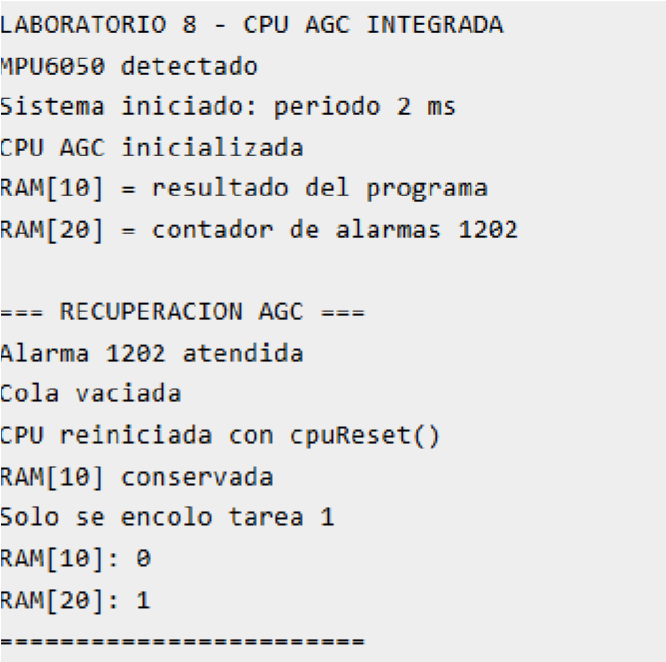 LABORATORIO 8 - CPU AGC INTEGRADA
MPU6050 detectado
Sistema iniciado: periodo 2 ms
CPU AGC inicializada
RAM[10] = resultado del programa
RAM[20] = contador de alarmas 1202
=== RECUPERACION AGC ===
Alarma 1202 atendida
Cola vaciada
CPU reiniciada con cpuReset()
RAM[10] conservada
Solo se encolo tarea 1
RAM[10]: 0
RAM[20]: 1
========================